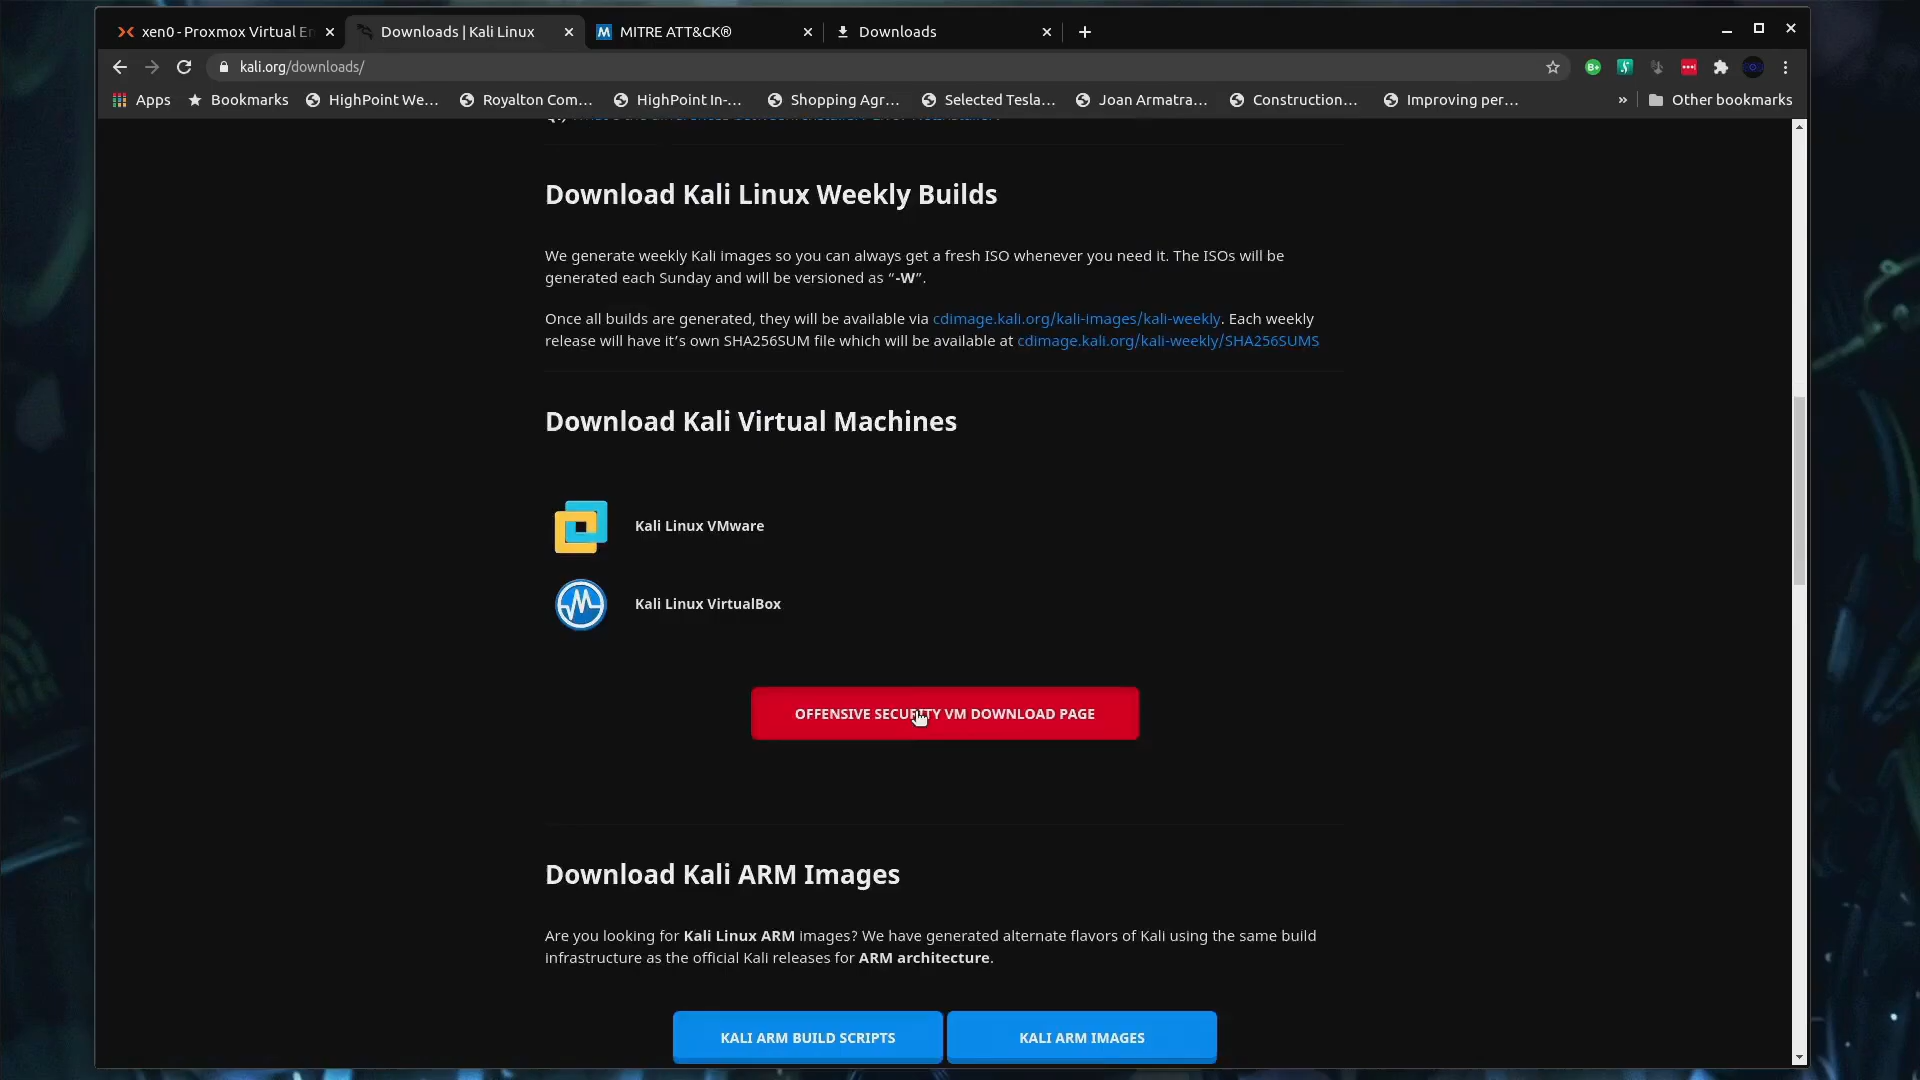 xen0 - Proxmox Virtual En
Downloads | Kali Linux
MITRE ATT&CK®
Downloads
kali.org/downloads/
Apps
Bookmarks
HighPoint We...
Royalton Com...
HighPoint In-...
Shopping Agr...
Selected Tesla...
Joan Armatra...
Construction...
Improving per...
»
Other bookmarks
Download Kali Linux Weekly Builds
We generate weekly Kali images so you can always get a fresh ISO whenever you need it. The ISOs will be
generated each Sunday and will be versioned as “-W”.
Once all builds are generated, they will be available via cdimage.kali.org/kali-images/kali-weekly. Each weekly
release will have it’s own SHA256SUM file which will be available at cdimage.kali.org/kali-weekly/SHA256SUMS
Download Kali Virtual Machines
Kali Linux VMware
Kali Linux VirtualBox
OFFENSIVE SECURITY VM DOWNLOAD PAGE
Download Kali ARM Images
Are you looking for Kali Linux ARM images? We have generated alternate flavors of Kali using the same build
infrastructure as the official Kali releases for ARM architecture.
KALI ARM BUILD SCRIPTS
KALI ARM IMAGES